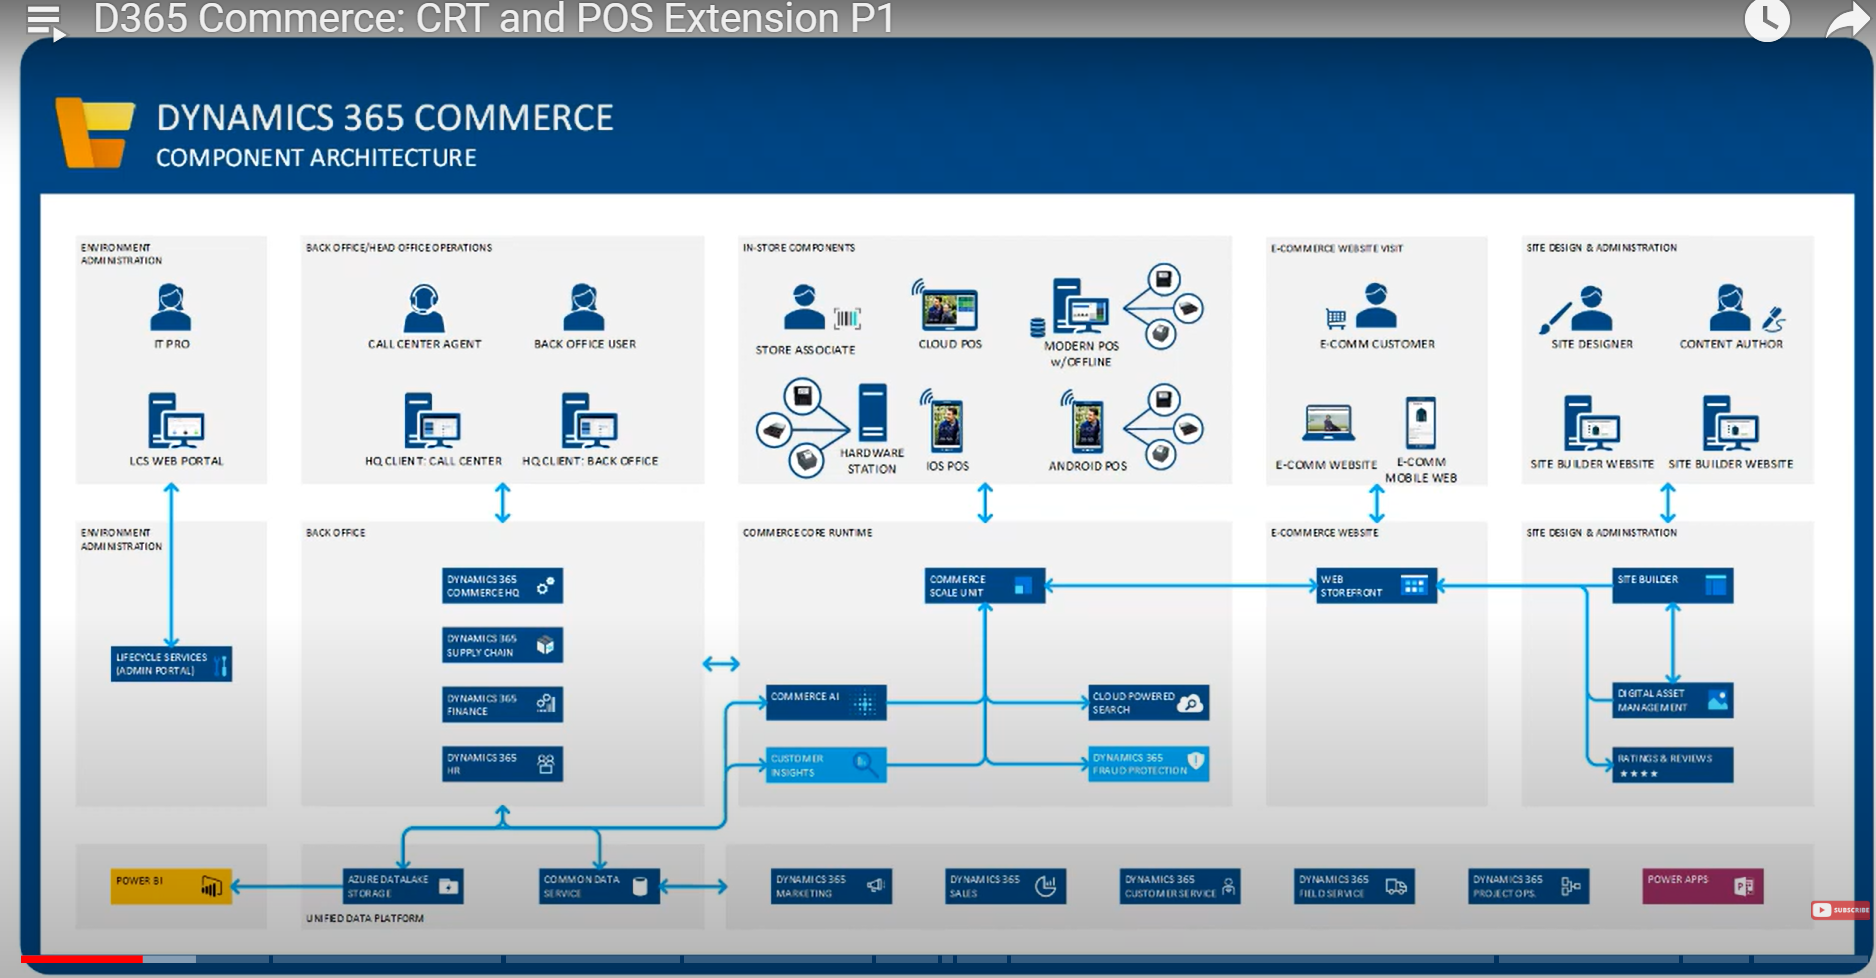 D365 Commerce: CRT and POS Extension P1
DYNAMICS 365 COMMERCE
COMPONENT ARCHITECTURE
ENVIRONMENT
ADMINISTRATION
IT PRO
LCS WEB PORTAL
BACK OFFICE/HEAD OFFICE OPERATIONS
CALL CENTER AGENT
BACK OFFICE USER
HQ CLIENT: CALL CENTER
HQ CLIENT: BACK OFFICE
IN-STORE COMPONENTS
STORE ASSOCIATE
CLOUD POS
MODERN POS
w/OFFLINE
HARDWARE
STATION
IOS POS
ANDROID POS
E-COMMERCE WEBSITE VISIT
E-COMM CUSTOMER
E-COMM WEBSITE
E-COMM
MOBILE WEB
SITE DESIGN & ADMINISTRATION
SITE DESIGNER
CONTENT AUTHOR
SITE BUILDER WEBSITE
SITE BUILDER WEBSITE
ENVIRONMENT
ADMINISTRATION
LIFECYCLE SERVICES
(ADMIN PORTAL)
BACK OFFICE
DYNAMICS 365
COMMERCE HQ
DYNAMICS 365
SUPPLY CHAIN
DYNAMICS 365
FINANCE
DYNAMICS 365
HR
COMMERCE CORE RUNTIME
COMMERCE
SCALE UNIT
COMMERCE AI
CLOUD POWERED
SEARCH
CUSTOMER
INSIGHTS
DYNAMICS 365
FRAUD PROTECTION
E-COMMERCE WEBSITE
WEB
STOREFRONT
SITE DESIGN & ADMINISTRATION
SITE BUILDER
DIGITAL ASSET
MANAGEMENT
RATINGS & REVIEWS
★★★★
POWER BI
AZURE DATALAKE
STORAGE
COMMON DATA
SERVICE
UNIFIED DATA PLATFORM
DYNAMICS 365
MARKETING
DYNAMICS 365
SALES
DYNAMICS 365
CUSTOMER SERVICE
DYNAMICS 365
FIELD SERVICE
DYNAMICS 365
PROJECT OPS.
POWER APPS
SUBSCRIBE